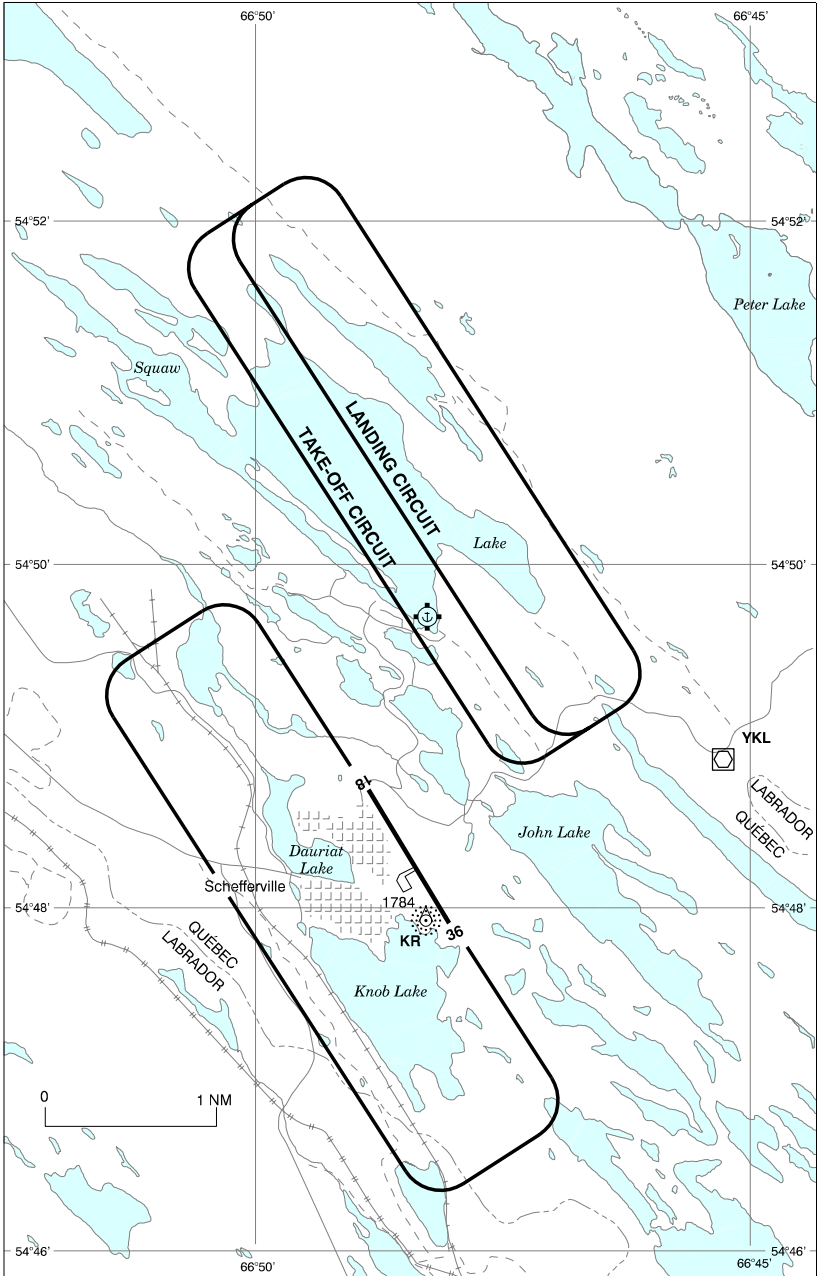 66°50’
66°45’
54°52’
54°52’
Peter Lake
Squaw
LANDING CIRCUIT
TAKE-OFF CIRCUIT
Lake
54°50’
54°50’
YKL
18
LABRADOR
QUÉBEC
John Lake
Dauriat
Lake
Schefferville
1784
54°48’
54°48’
KR
36
QUÉBEC
LABRADOR
Knob Lake
0
1 NM
54°46’
54°46’
66°50’
66°45’